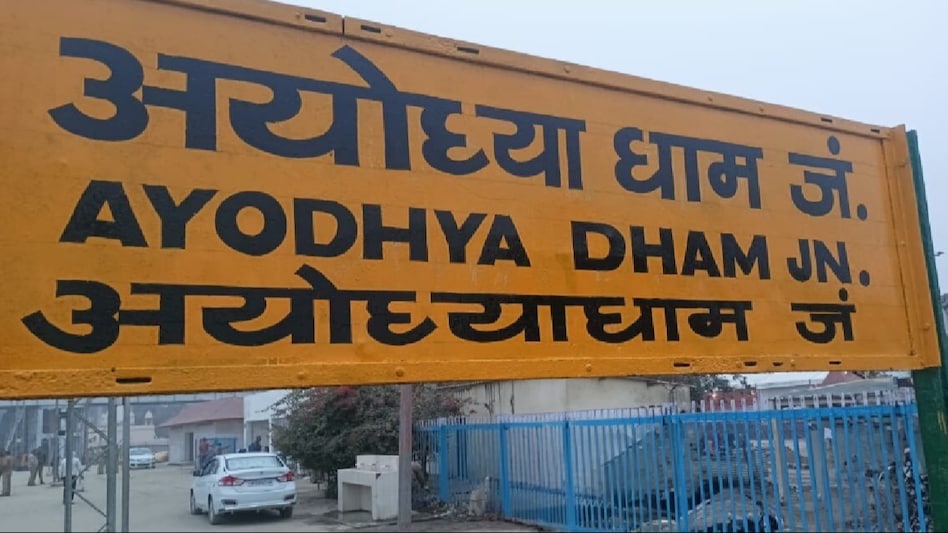 अयोध्या धाम जं.
AYODHYA DHAM JN.
अयोध्याधाम जं